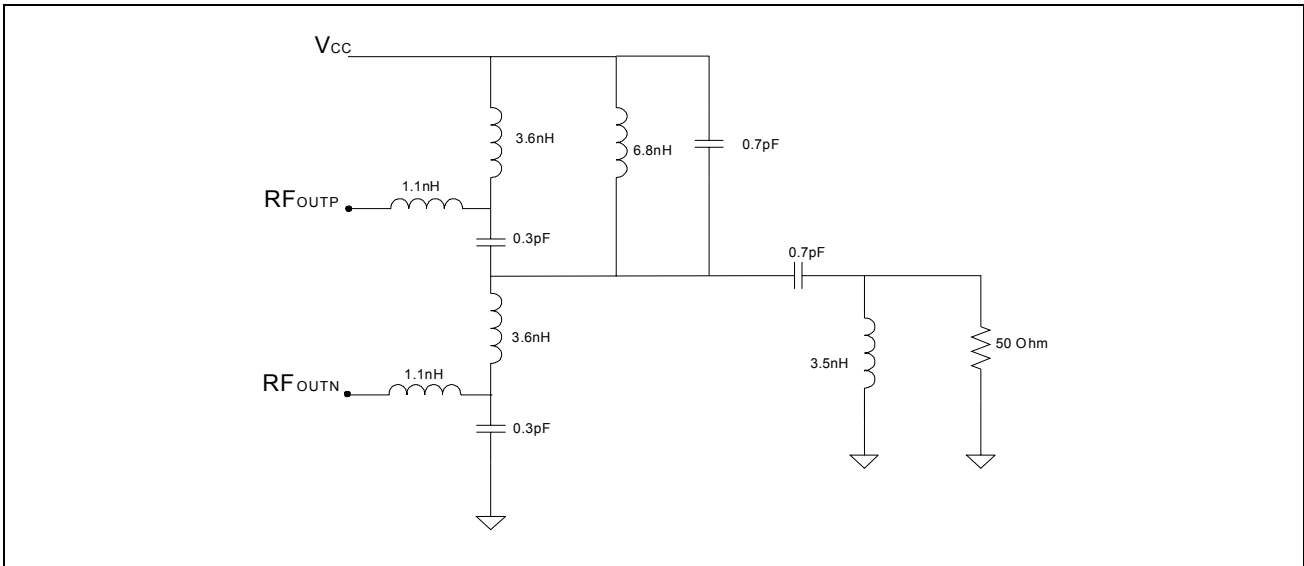 VCC
3.6nH
6.8nH
0.7pF
1.1nH
RFOUTP
0.3pF
0.7pF
3.6nH
3.5nH
50 Ohm
1.1nH
RFOUTN
0.3pF